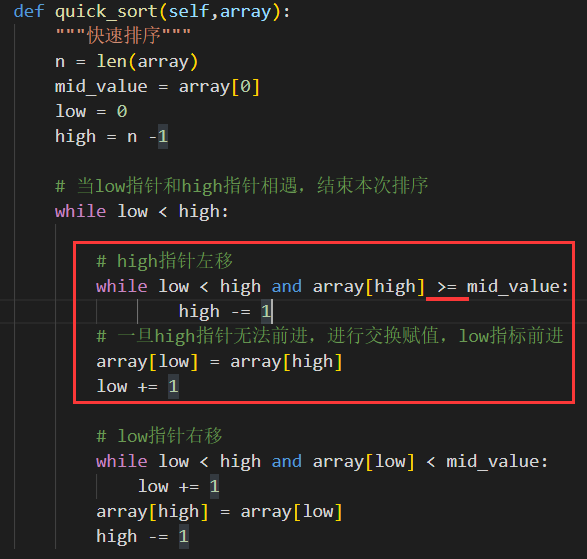 def quick_sort(self,array):
"""快速排序"""
n = len(array)
mid_value = array[0]
low = 0
high = n -1
# 当low指针和high指针相遇，结束本次排序
while low < high:
# high指针左移
while low < high and array[high] >= mid_value:
high -= 1
# 一旦high指针无法前进，进行交换赋值，low指标前进
array[low] = array[high]
low += 1
# low指针右移
while low < high and array[low] < mid_value:
low += 1
array[high] = array[low]
high -= 1